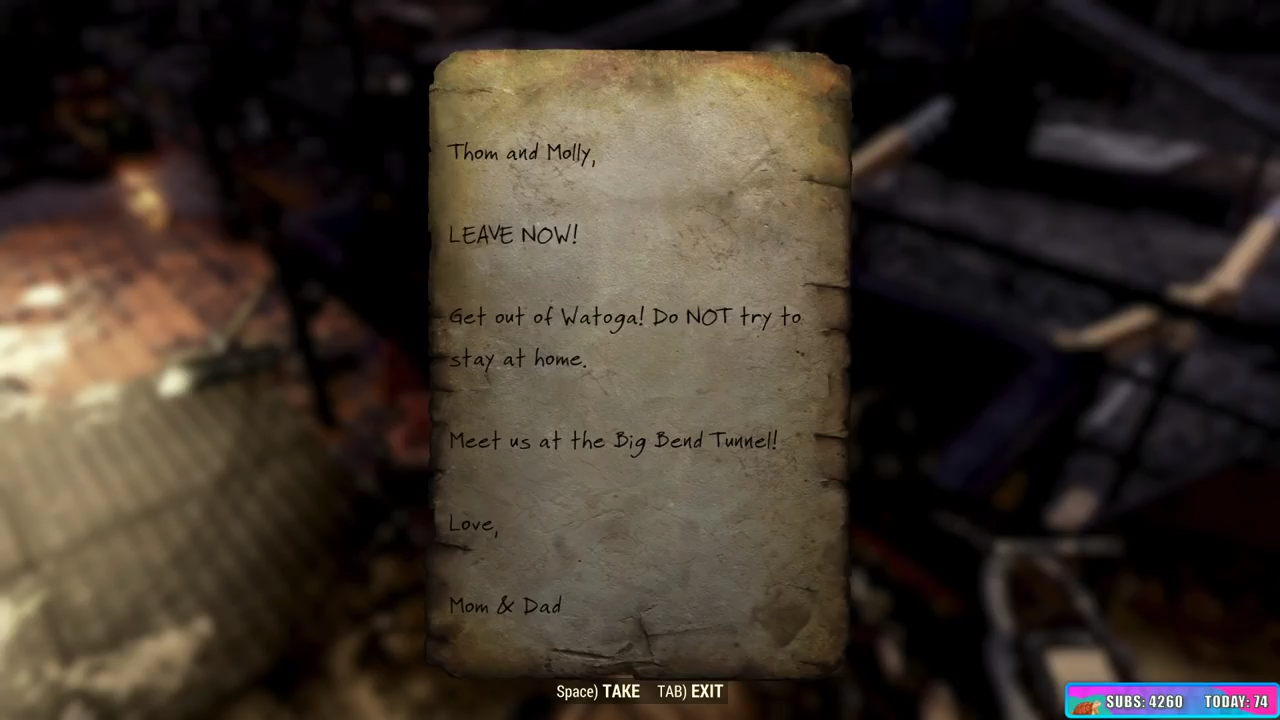 Thom and Molly,
LEAVE NOW!
Get out of Watoga! Do NOT try to
stay at home.
Meet us at the Big Bend Tunnel!
Love,
Mom & Dad
Space) TAKE TAB) EXIT
SUBS: 4260 TODAY: 74